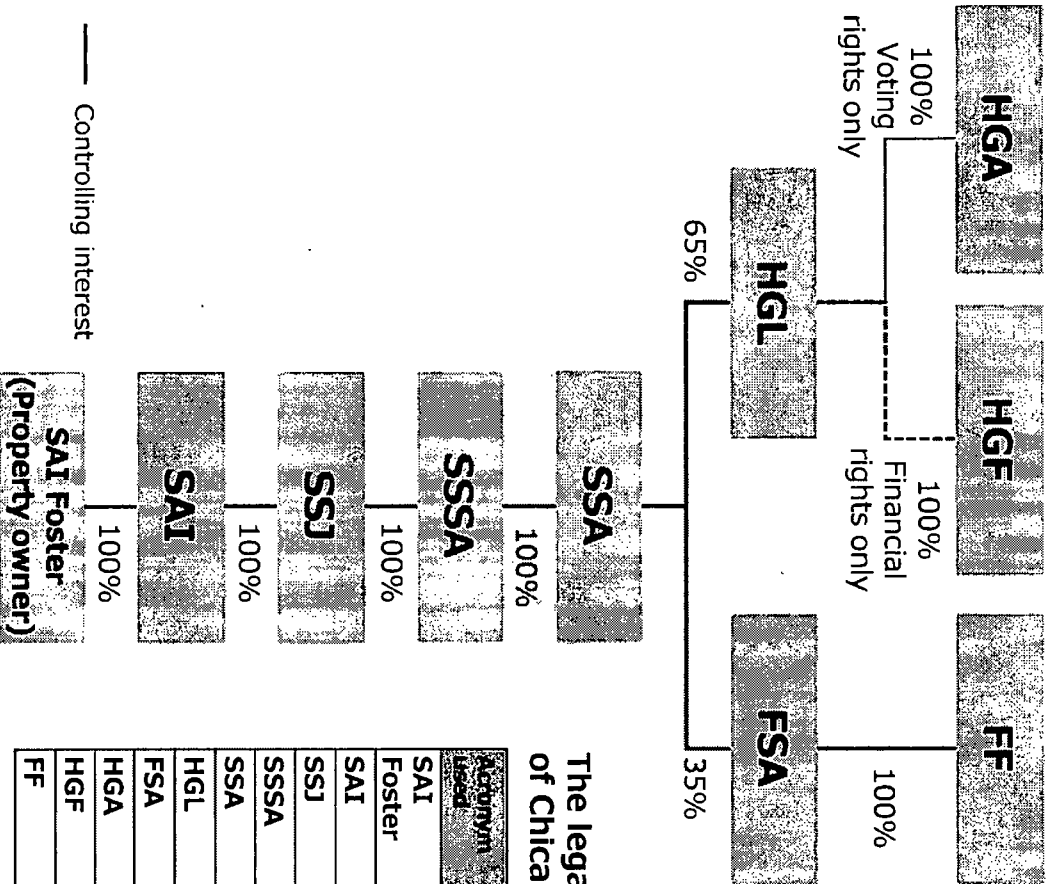 HGA
HGF
FF
100%
Voting
rights only
100%
Financial
rights only
100%
HGL
FSA
65%
35%
SSA
100%
SSSA
100%
SSJ
100%
SAI
100%
SAI Foster
(Property owner)
Controlling interest
The lega
of Chica
Acronym
used
SAI
Foster
SAI
SSJ
SSSA
SSA
HGL
FSA
HGA
HGF
FF